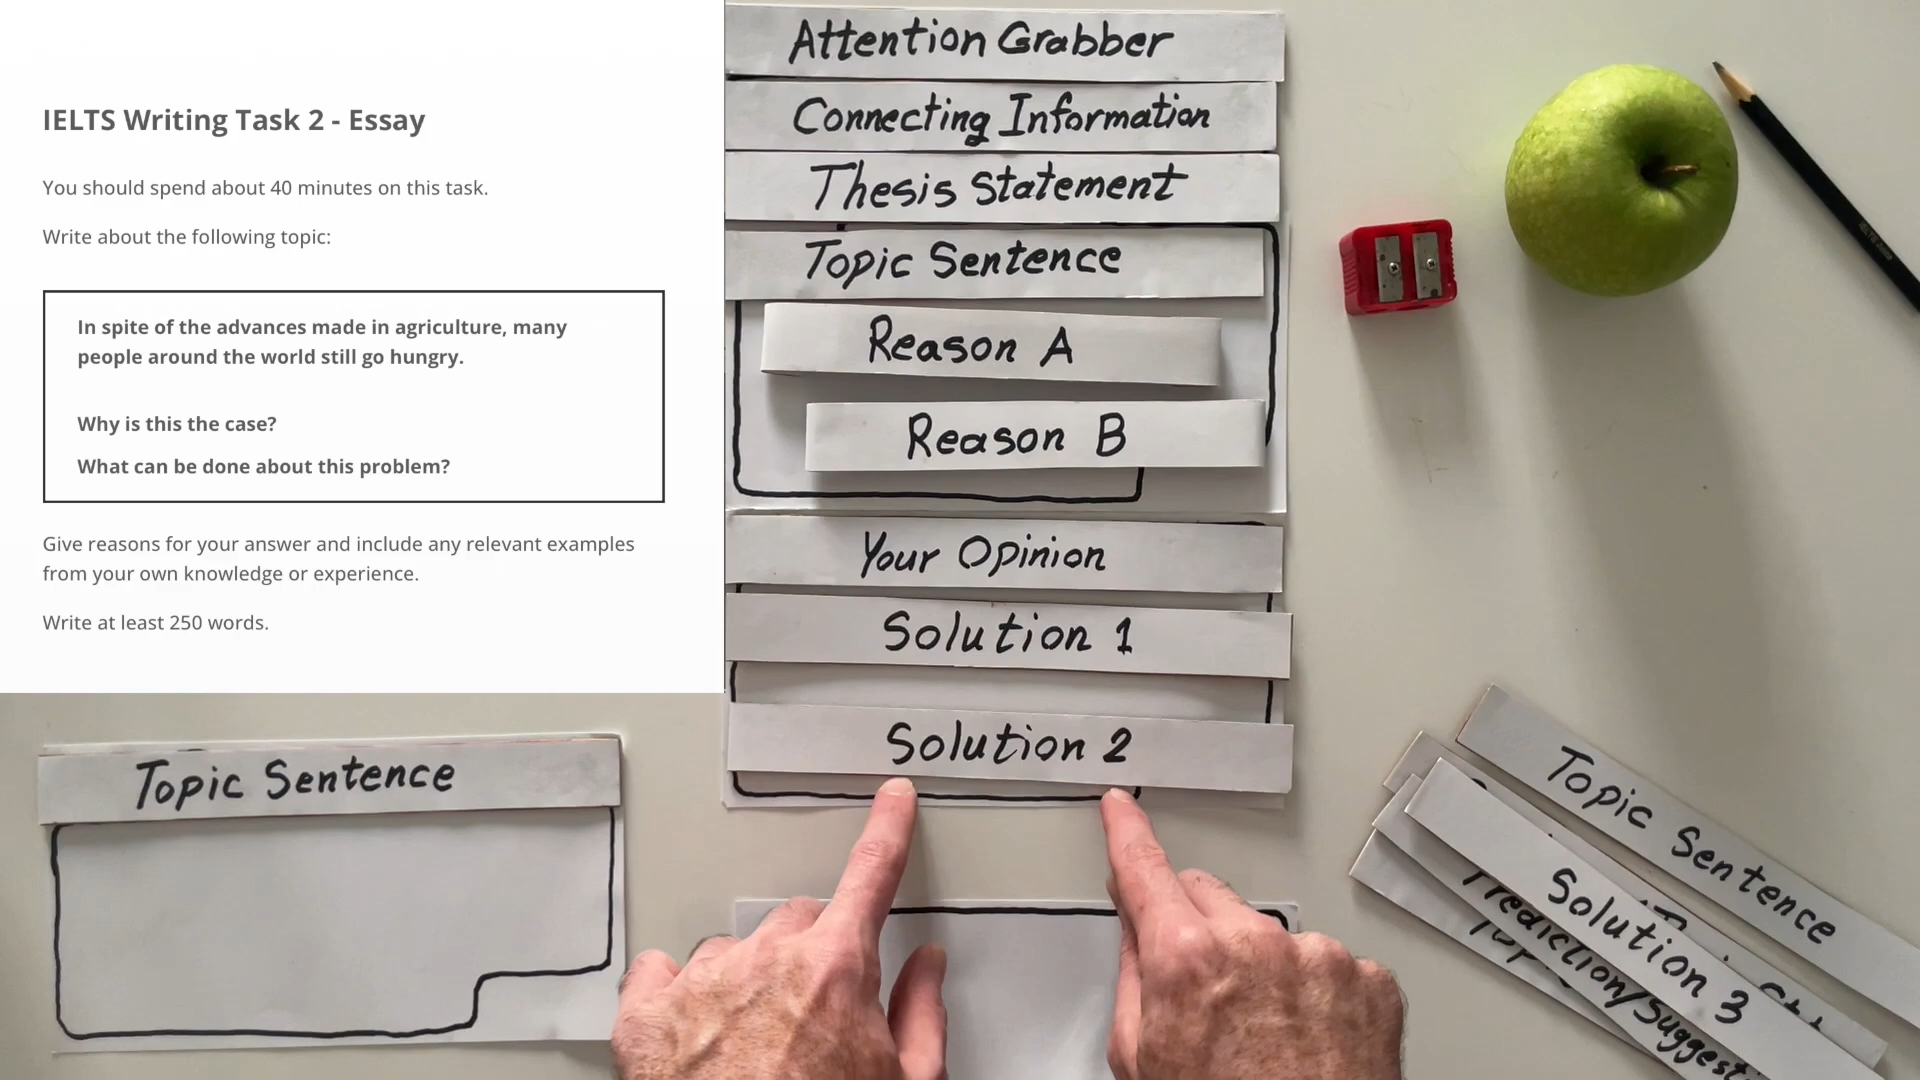 IELTS Writing Task 2 - Essay
You should spend about 40 minutes on this task.
Write about the following topic:
In spite of the advances made in agriculture, many
people around the world still go hungry.
Why is this the case?
What can be done about this problem?
Give reasons for your answer and include any relevant examples
from your own knowledge or experience.
Write at least 250 words.
Attention Grabber
Connecting Information
Thesis Statement
Topic Sentence
Reason A
Reason B
Your Opinion
Solution 1
Solution 2
Topic Sentence
Topic Sentence
Solution 3